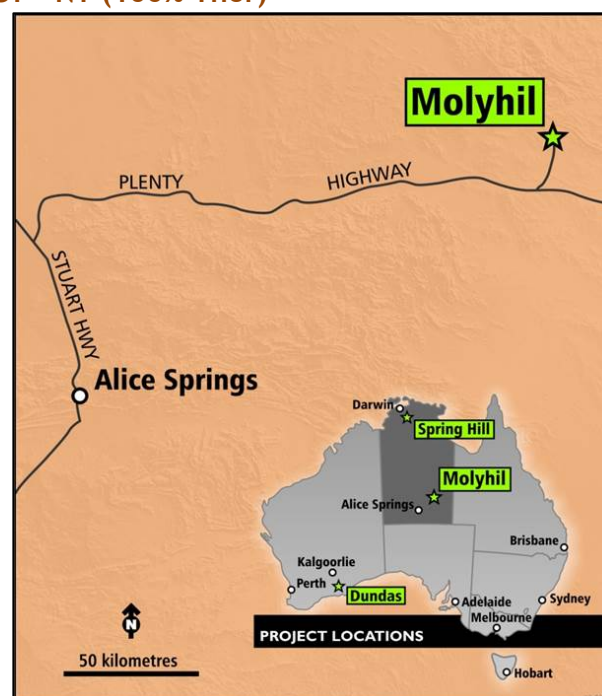 Molyhil
PLENTY HIGHWAY
STUART HWY
Alice Springs
Darwin
Spring Hill
Molyhil
Alice Springs
Brisbane
Kalgoorlie
Perth
Dundas
Adelaide
Sydney
Melbourne
PROJECT LOCATIONS
N
50 kilometres
Hobart